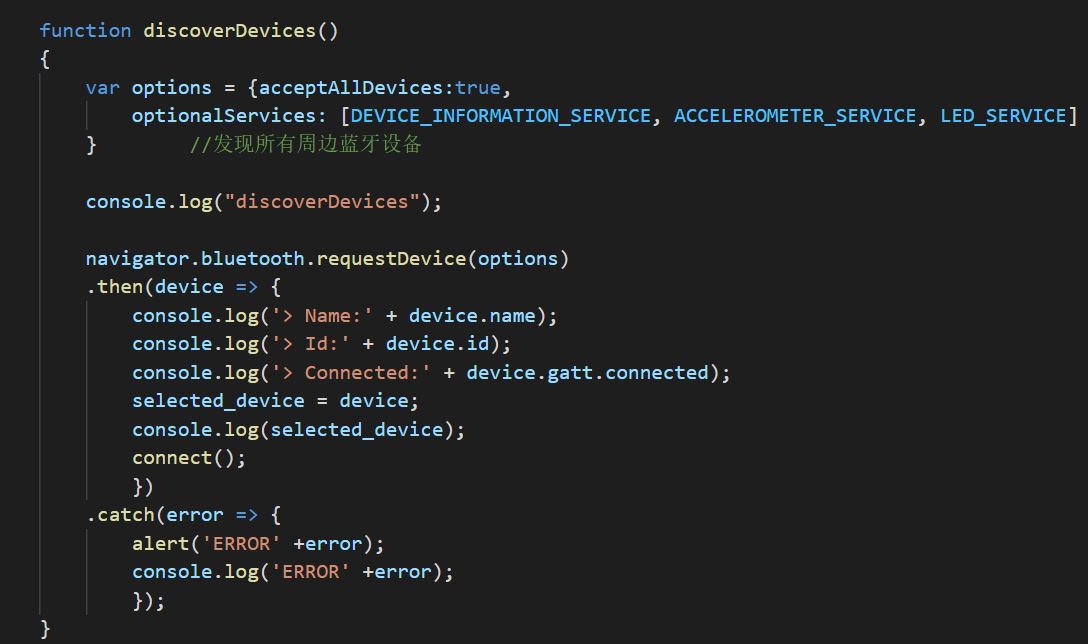 function discoverDevices()
{
    var options = {acceptAllDevices:true,
        optionalServices: [DEVICE_INFORMATION_SERVICE, ACCELEROMETER_SERVICE, LED_SERVICE]
    }        //发现所有周边蓝牙设备
    console.log("discoverDevices");
    navigator.bluetooth.requestDevice(options)
    .then(device => {
        console.log('> Name:' + device.name);
        console.log('> Id:' + device.id);
        console.log('> Connected:' + device.gatt.connected);
        selected_device = device;
        console.log(selected_device);
        connect();
        })
    .catch(error => {
        alert('ERROR' +error);
        console.log('ERROR' +error);
        });
}